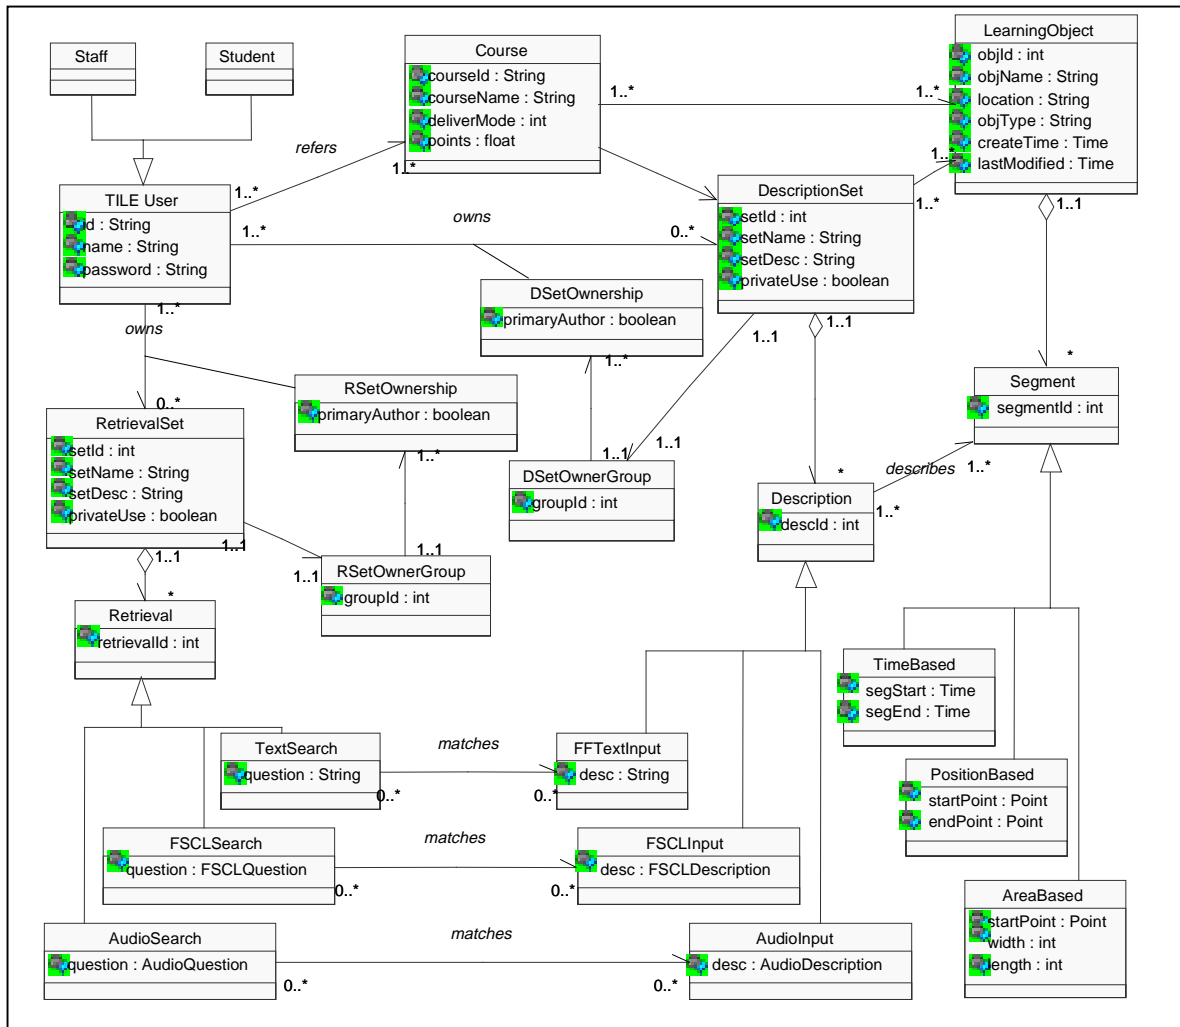 Staff
Student
Course
courseId : String
courseName : String
deliverMode : int
points : float
LearningObject
objId : int
objName : String
location : String
objType : String
createTime : Time
lastModified : Time
1..*
1..*
refers
1..*
1..*
TILE User
id : String
name : String
password : String
1..*
owns
0..*
1..*
owns
DescriptionSet
setId : int
setName : String
setDesc : String
privateUse : boolean
1..*
1..*
1..1
1..1
1..1
DSetOwnership
primaryAuthor : boolean
1..*
1..1
1..1
DSetOwnerGroup
groupId : int
RSetOwnership
primaryAuthor : boolean
1..*
0..*
RetrievalSet
setId : int
setName : String
setDesc : String
privateUse : boolean
1..1
1..1
1..1
1..1
RSetOwnerGroup
groupId : int
*
Retrieval
retrievalId : int
*
Segment
segmentId : int
*
describes
1..*
1..*
Description
descId : int
TimeBased
segStart : Time
segEnd : Time
PositionBased
startPoint : Point
endPoint : Point
AreaBased
startPoint : Point
width : int
length : int
TextSearch
question : String
matches
0..*
0..*
FFTextInput
desc : String
FSCLSearch
question : FSCLQuestion
matches
0..*
0..*
FSCLInput
desc : FSCLDescription
AudioSearch
question : AudioQuestion
matches
0..*
0..*
AudioInput
desc : AudioDescription